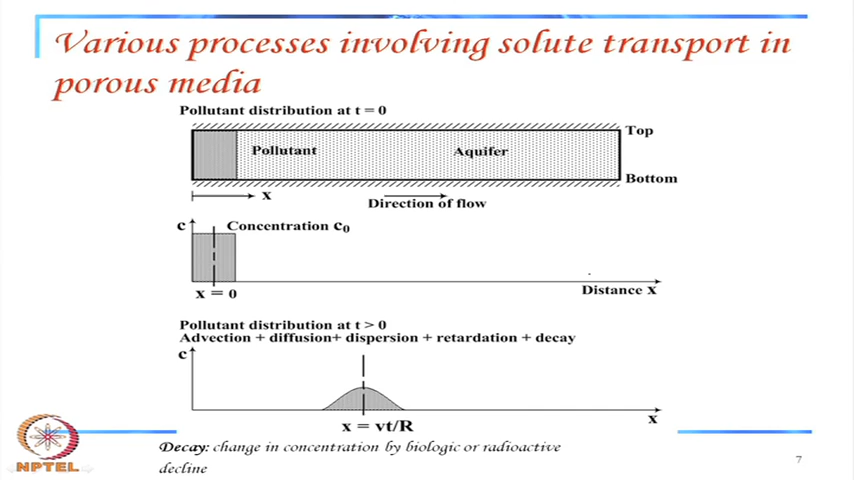 Various processes involving solute transport in
porous media
Pollutant distribution at t = 0
Top
Pollutant
Aquifer
Bottom
x
Direction of flow
c
Concentration c₀
x = 0
Distance x
Pollutant distribution at t > 0
Advection + diffusion+ dispersion + retardation + decay
c
x = vt/R
x
Decay: change in concentration by biologic or radioactive
decline
NPTEL
7